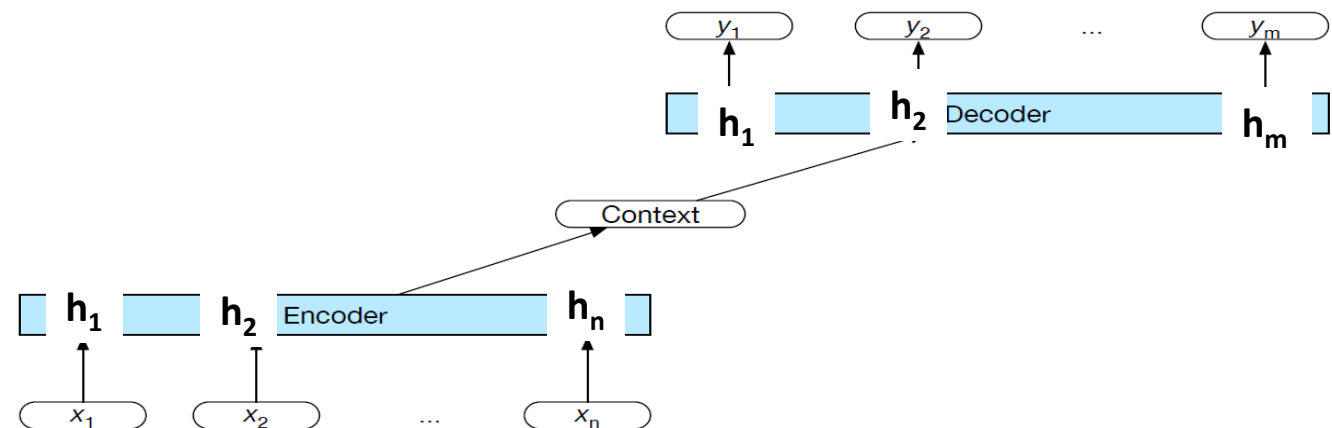 y₁ y₂ ... yₘ
h₁ h₂ Decoder hₘ
Context
h₁ h₂ Encoder hₙ
x₁ x₂ ... xₙ